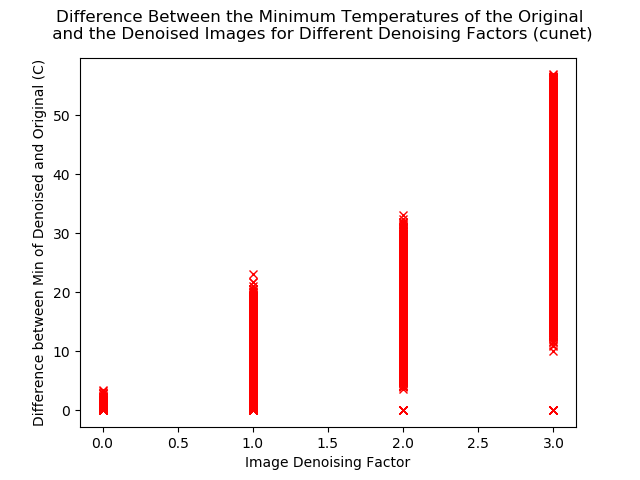 Difference Between the Minimum Temperatures of the Original
and the Denoised Images for Different Denoising Factors (cunet)
Difference between Min of Denoised and Original (C)
50
40
30
20
10
0
0.0 0.5 1.0 1.5 2.0 2.5 3.0
Image Denoising Factor